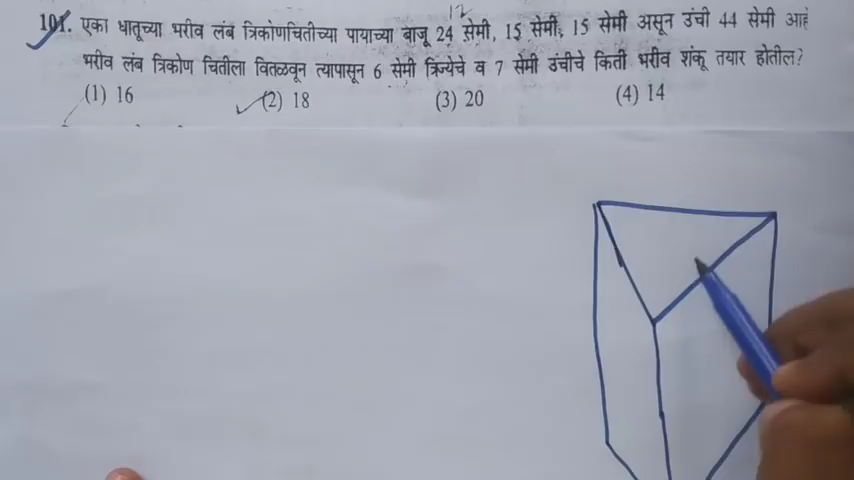 12
101. एका धातूच्या भरीव लंब त्रिकोणचितीच्या पायाच्या बाजू 24 सेमी, 15 सेमी, 15 सेमी असून उंची 44 सेमी आहे
भरीव लंब त्रिकोण चितीला वितळवून त्यापासून 6 सेमी त्रिज्येचे व 7 सेमी उंचीचे किती भरीव शंकू तयार होतील?
(1) 16 (2) 18 (3) 20 (4) 14